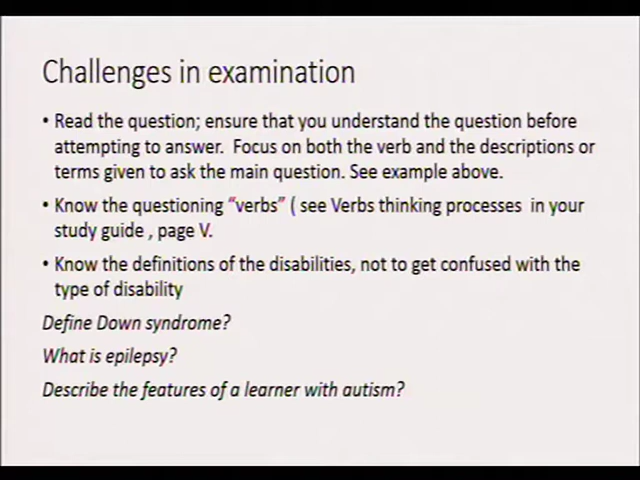 Challenges in examination
• Read the question; ensure that you understand the question before
attempting to answer.  Focus on both the verb and the descriptions or
terms given to ask the main question. See example above.
• Know the questioning “verbs” ( see Verbs thinking processes  in your
study guide , page V.
• Know the definitions of the disabilities, not to get confused with the
type of disability
Define Down syndrome?
What is epilepsy?
Describe the features of a learner with autism?